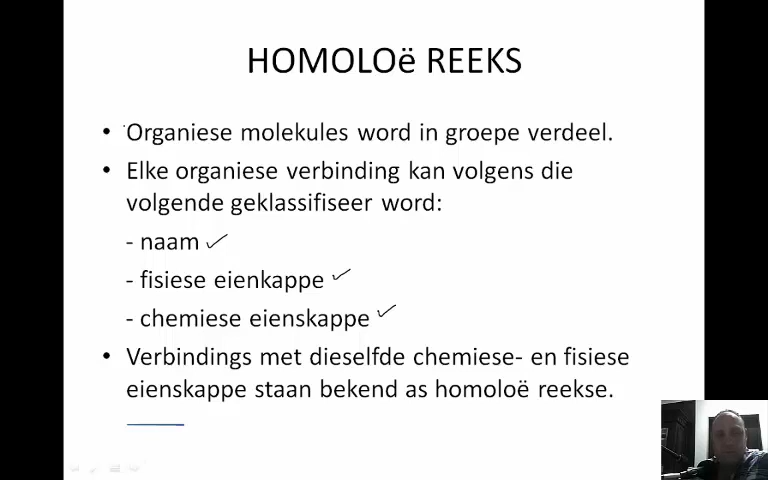 HOMOLOë REEKS
• Organiese molekules word in groepe verdeel.
• Elke organiese verbinding kan volgens die
volgende geklassifiseer word:
- naam ✓
- fisiese eienkappe ✓
- chemiese eienskappe ✓
• Verbindings met dieselfde chemiese- en fisiese
eienskappe staan bekend as homoloë reekse.